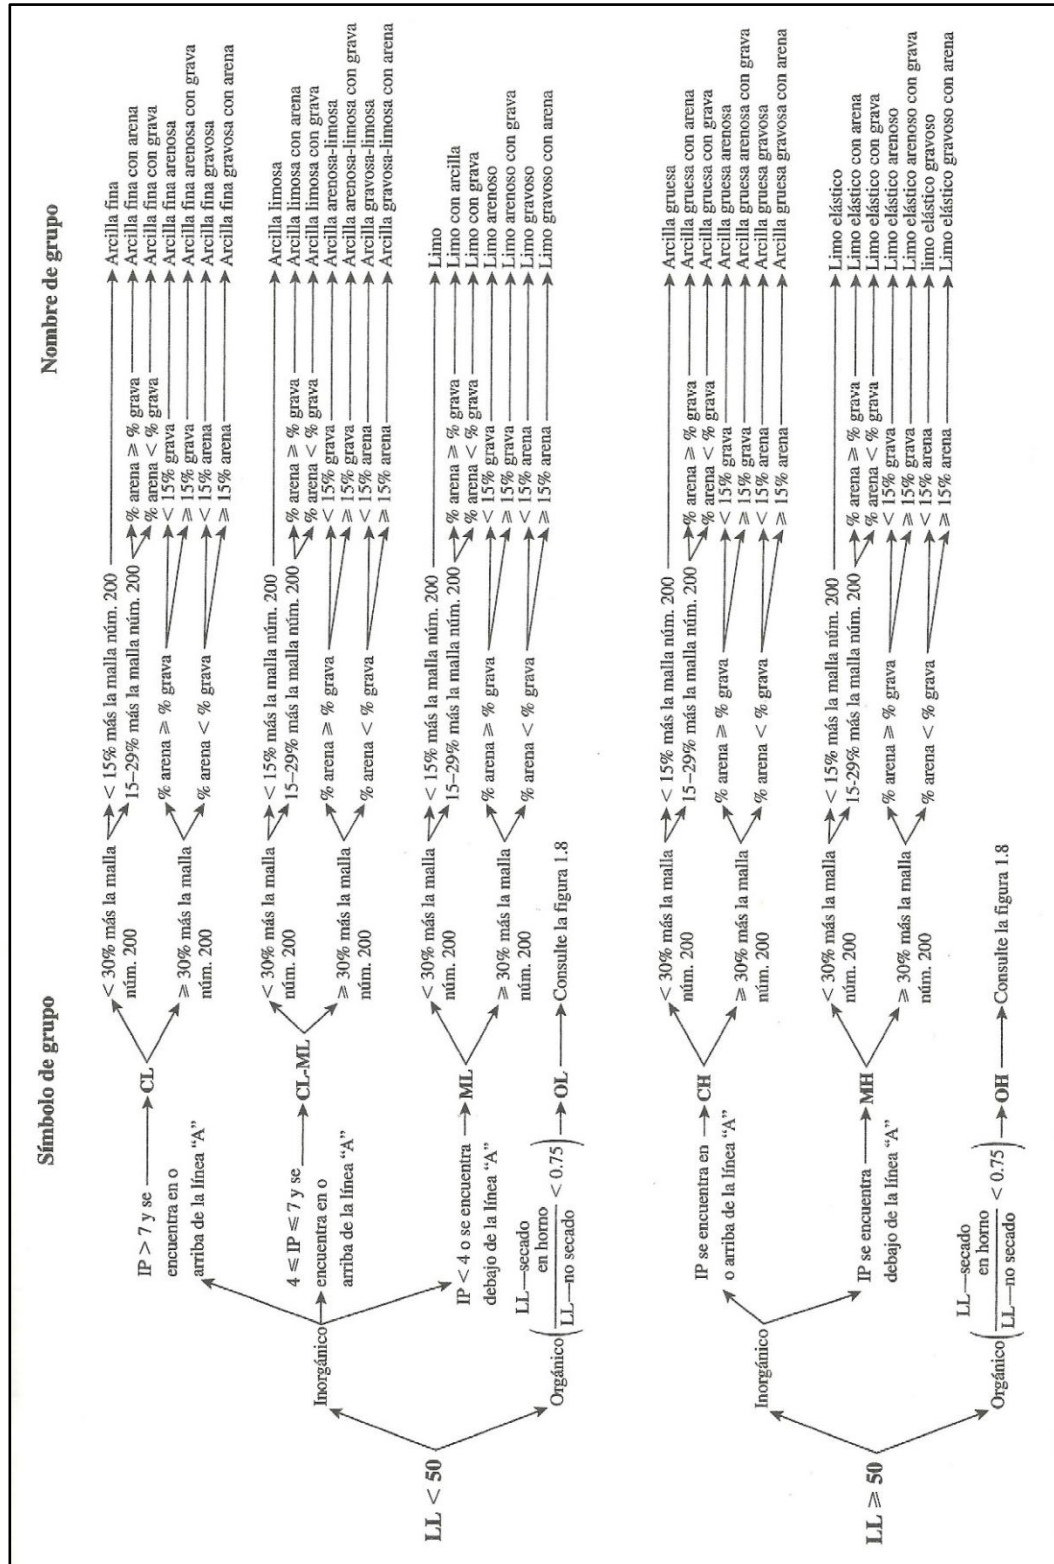 Símbolo de grupo
Nombre de grupo
LL < 50
Inorgánico
IP > 7 y se
encuentra en o
arriba de la línea “A”
CL
< 30% más la malla
núm. 200
< 15% más la malla núm. 200
Arcilla fina
15–29% más la malla núm. 200
% arena ⩾ % grava
Arcilla fina con arena
% arena < % grava
Arcilla fina con grava
⩾ 30% más la malla
núm. 200
% arena ⩾ % grava
< 15% grava
Arcilla fina arenosa
⩾ 15% grava
Arcilla fina arenosa con grava
% arena < % grava
< 15% arena
Arcilla fina gravosa
⩾ 15% arena
Arcilla fina gravosa con arena
4 ⩽ IP ⩽ 7 y se
encuentra en o
arriba de la línea “A”
CL-ML
< 30% más la malla
núm. 200
< 15% más la malla núm. 200
Arcilla limosa
15–29% más la malla núm. 200
% arena ⩾ % grava
Arcilla limosa con arena
% arena < % grava
Arcilla limosa con grava
⩾ 30% más la malla
núm. 200
% arena ⩾ % grava
< 15% grava
Arcilla arenosa-limosa
⩾ 15% grava
Arcilla arenosa-limosa con grava
% arena < % grava
< 15% arena
Arcilla gravosa-limosa
⩾ 15% arena
Arcilla gravosa-limosa con arena
IP < 4 o se encuentra
debajo de la línea “A”
ML
< 30% más la malla
núm. 200
< 15% más la malla núm. 200
Limo
15–29% más la malla núm. 200
% arena ⩾ % grava
Limo con arcilla
% arena < % grava
Limo con grava
⩾ 30% más la malla
núm. 200
% arena ⩾ % grava
< 15% grava
Limo arenoso
⩾ 15% grava
Limo arenoso con grava
% arena < % grava
< 15% arena
Limo gravoso
⩾ 15% arena
Limo gravoso con arena
Orgánico
LL—secado
en horno
LL—no secado
< 0.75
OL
Consulte la figura 1.8
LL ⩾ 50
Inorgánico
IP se encuentra en
o arriba de la línea “A”
CH
< 30% más la malla
núm. 200
< 15% más la malla núm. 200
Arcilla gruesa
15–29% más la malla núm. 200
% arena ⩾ % grava
Arcilla gruesa con arena
% arena < % grava
Arcilla gruesa con grava
⩾ 30% más la malla
núm. 200
% arena ⩾ % grava
< 15% grava
Arcilla gruesa arenosa
⩾ 15% grava
Arcilla gruesa arenosa con grava
% arena < % grava
< 15% arena
Arcilla gruesa gravosa
⩾ 15% arena
Arcilla gruesa gravosa con arena
IP se encuentra
debajo de la línea “A”
MH
< 30% más la malla
núm. 200
< 15% más la malla núm. 200
Limo elástico
15-29% más la malla núm. 200
% arena ⩾ % grava
Limo elástico con arena
% arena < % grava
Limo elástico con grava
⩾ 30% más la malla
núm. 200
% arena ⩾ % grava
< 15% grava
Limo elástico arenoso
⩾ 15% grava
Limo elástico arenoso con grava
% arena < % grava
< 15% arena
limo elástico gravoso
⩾ 15% arena
Limo elástico gravoso con arena
Orgánico
LL—secado
en horno
LL—no secado
< 0.75
OH
Consulte la figura 1.8